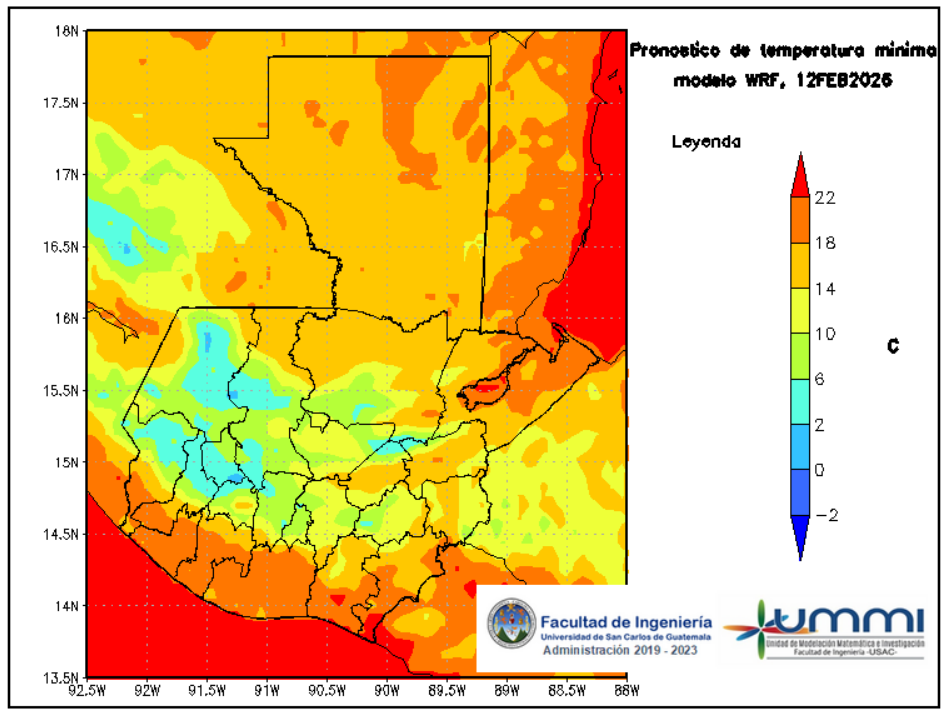 Pronostico de temperatura minima
modelo WRF, 12FEB2026
Leyenda
22
18
14
10
6
2
0
-2
C
18N
17.5N
17N
16.5N
16N
15.5N
15N
14.5N
14N
13.5N
92.5W 92W 91.5W 91W 90.5W 90W 89.5W 89W 88.5W 88W
Facultad de Ingeniería
Universidad de San Carlos de Guatemala
Administración 2019 - 2023
UMMI
Unidad de Modelación Matemática e Investigación
Facultad de Ingeniería -USAC-